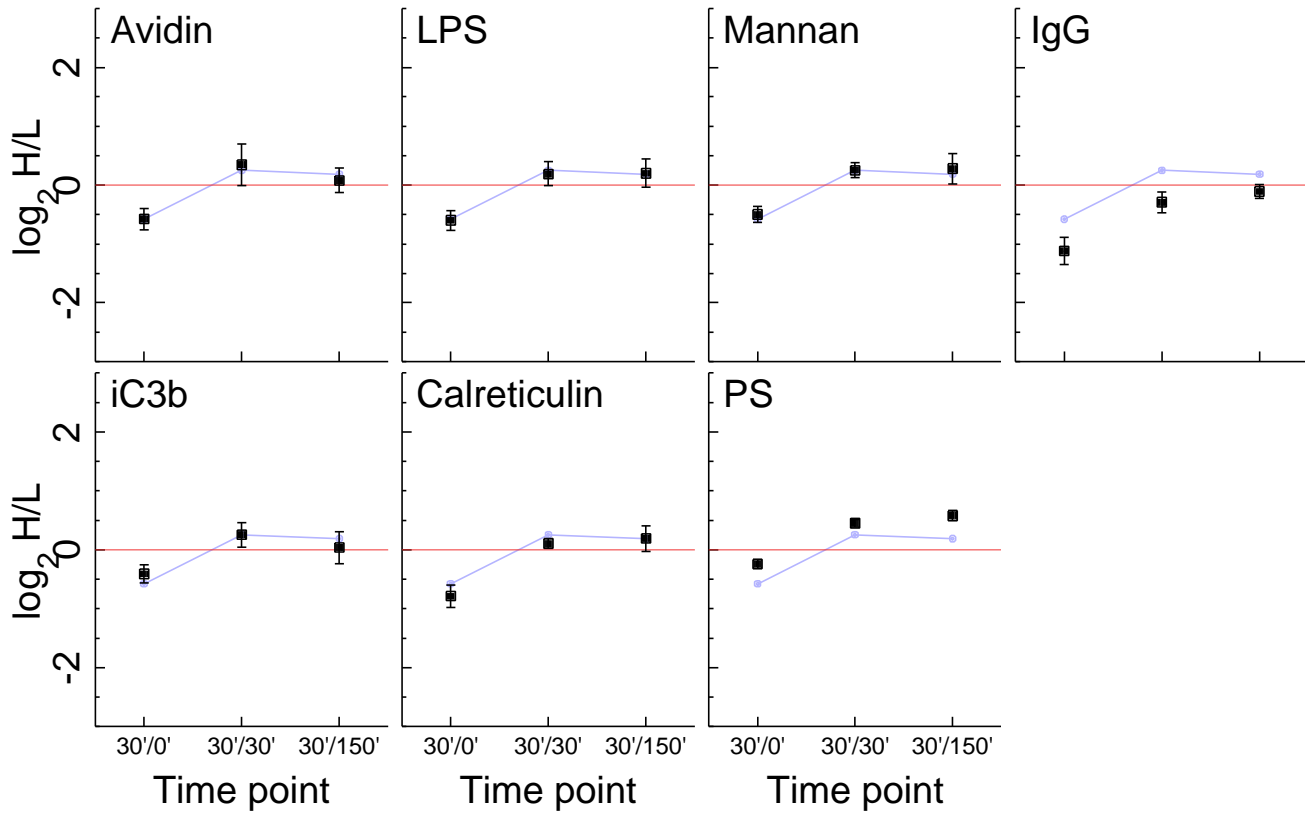 Avidin
LPS
Mannan
IgG
2
0
-2
log2 H/L
iC3b
Calreticulin
PS
2
0
-2
log2 H/L
30'/0' 30'/30' 30'/150'
30'/0' 30'/30' 30'/150'
30'/0' 30'/30' 30'/150'
Time point
Time point
Time point